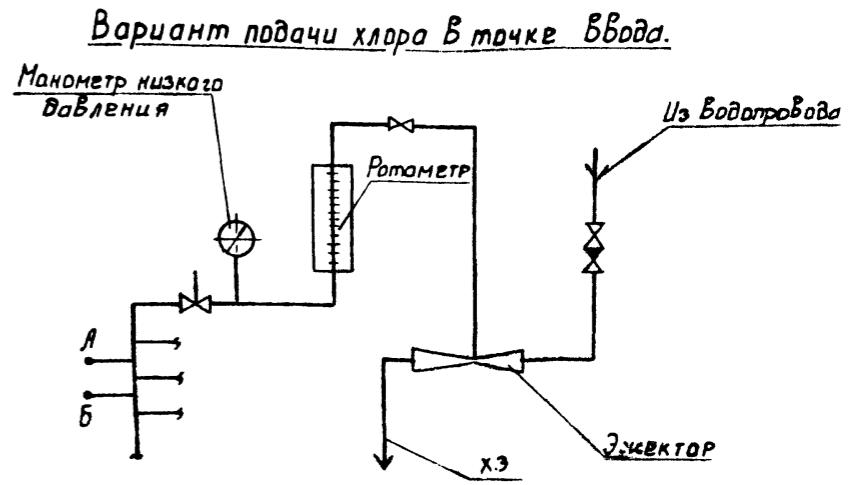 Вариант подачи хлора в точке ввода.
Манометр низкого
давления
Из водопровода
Ротаметр
А
Б
Эжектор
х.з